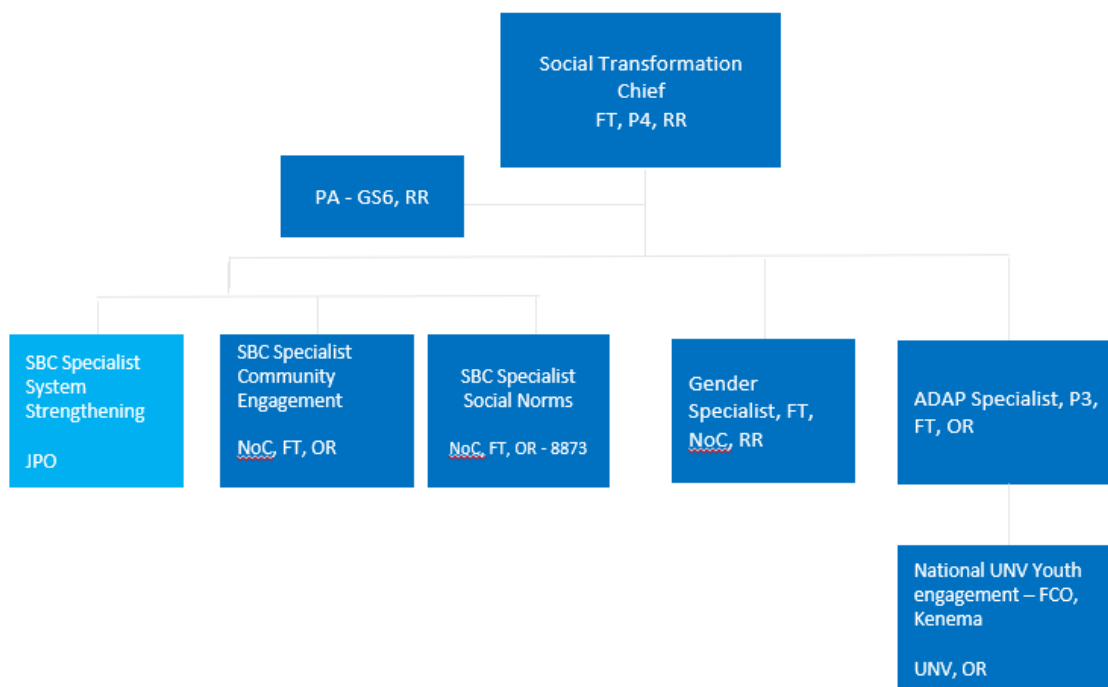 Social Transformation
Chief
FT, P4, RR
PA - GS6, RR
SBC Specialist
System
Strengthening
JPO
SBC Specialist
Community
Engagement
NoC, FT, OR
SBC Specialist
Social Norms
NoC, FT, OR - 8873
Gender
Specialist, FT,
NoC, RR
ADAP Specialist, P3,
FT, OR
National UNV Youth
engagement – FCO,
Kenema
UNV, OR